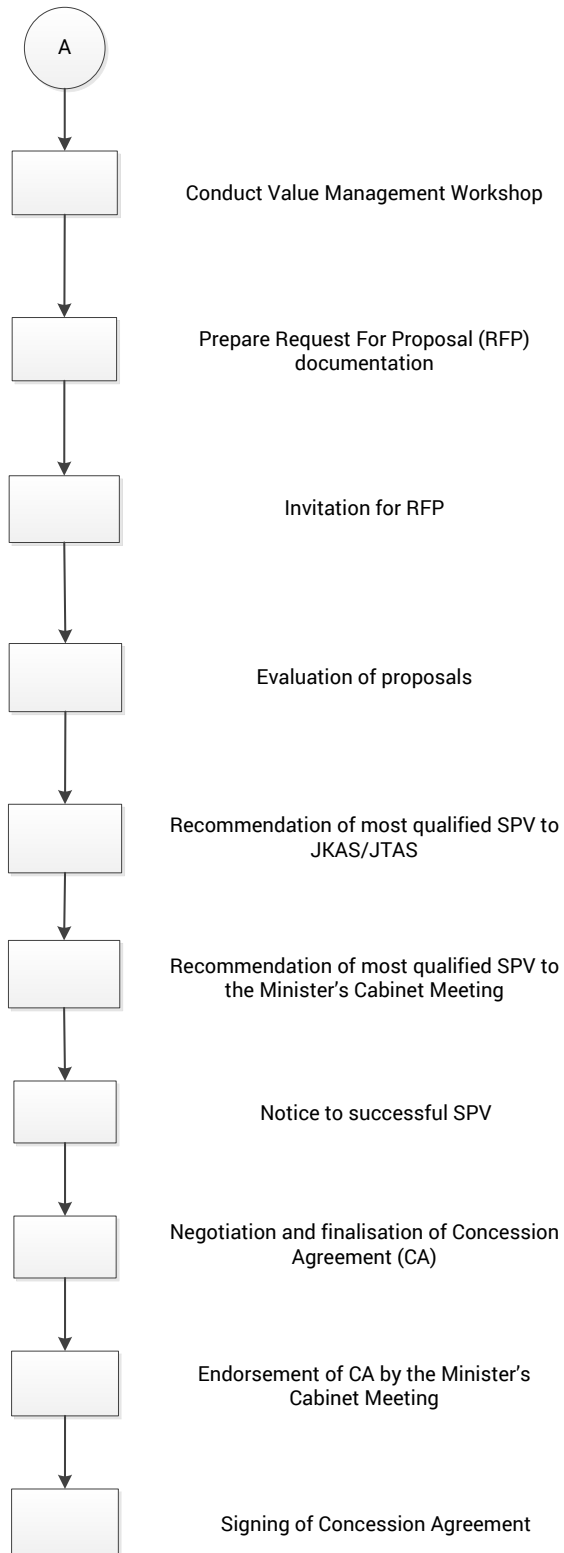 A
Conduct Value Management Workshop
Prepare Request For Proposal (RFP)
documentation
Invitation for RFP
Evaluation of proposals
Recommendation of most qualified SPV to
JKAS/JTAS
Recommendation of most qualified SPV to
the Minister’s Cabinet Meeting
Notice to successful SPV
Negotiation and finalisation of Concession
Agreement (CA)
Endorsement of CA by the Minister’s
Cabinet Meeting
Signing of Concession Agreement